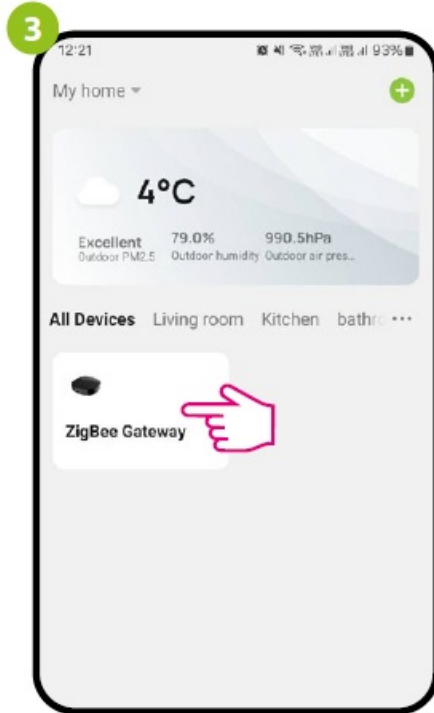 3
12:21 93%
My home
4°C
Excellent 79.0% 990.5hPa
Outdoor PM2.5 Outdoor humidity Outdoor air pres...
All Devices Living room Kitchen bathro ...
ZigBee Gateway